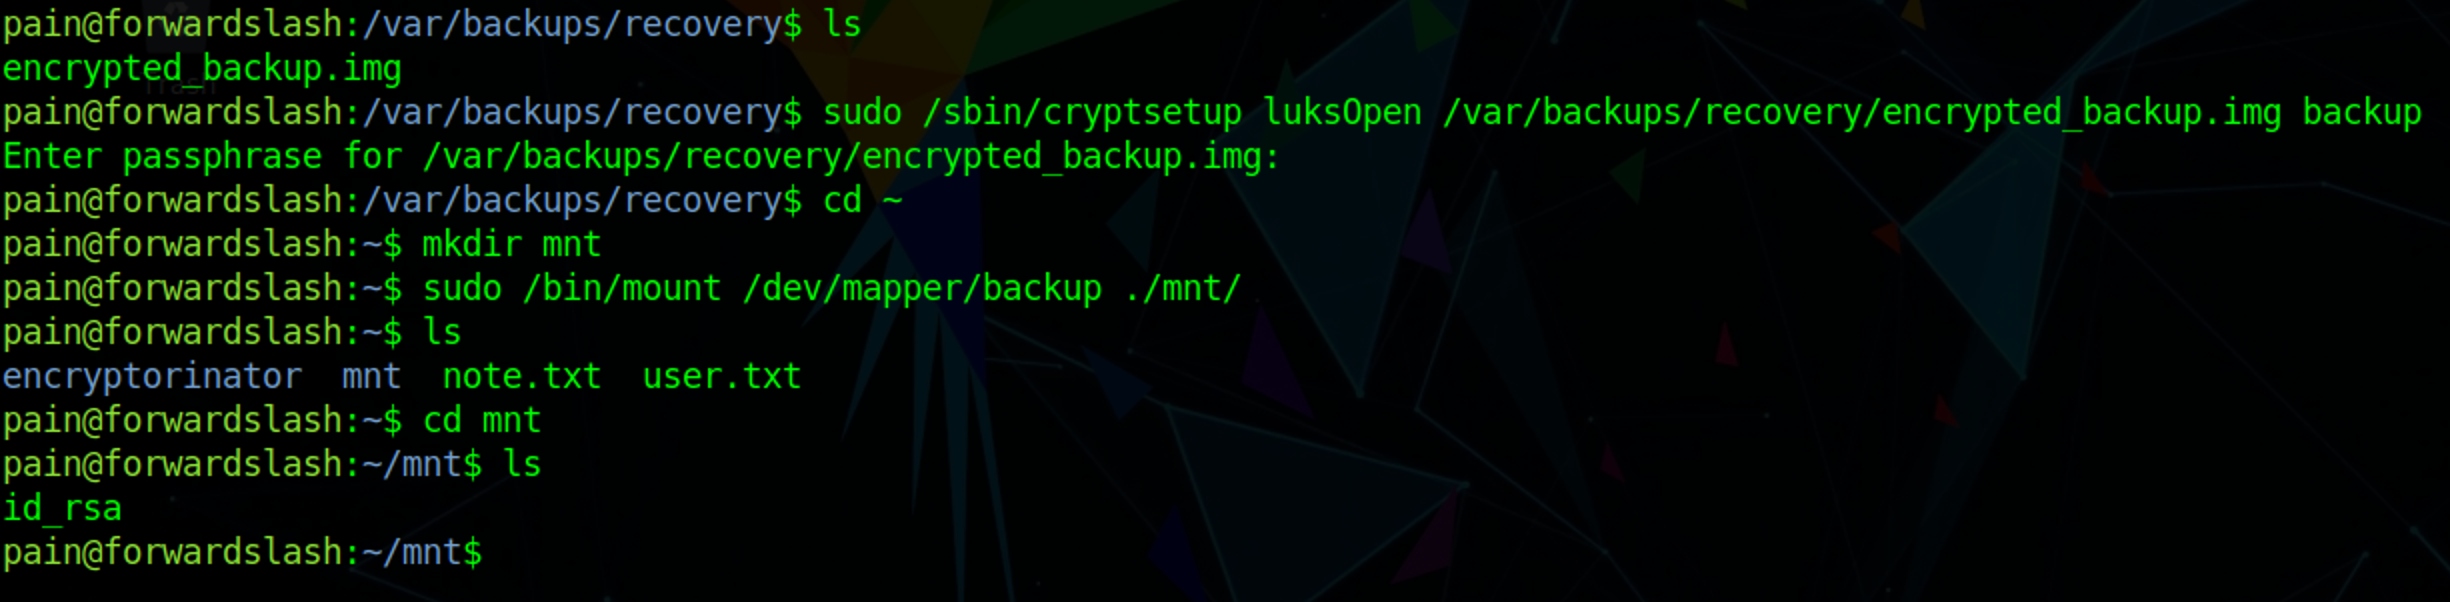 pain@forwardslash:/var/backups/recovery$ ls
encrypted_backup.img
pain@forwardslash:/var/backups/recovery$ sudo /sbin/cryptsetup luksOpen /var/backups/recovery/encrypted_backup.img backup
Enter passphrase for /var/backups/recovery/encrypted_backup.img:
pain@forwardslash:/var/backups/recovery$ cd ~
pain@forwardslash:~$ mkdir mnt
pain@forwardslash:~$ sudo /bin/mount /dev/mapper/backup ./mnt/
pain@forwardslash:~$ ls
encryptorinator  mnt  note.txt  user.txt
pain@forwardslash:~$ cd mnt
pain@forwardslash:~/mnt$ ls
id_rsa
pain@forwardslash:~/mnt$
Trash